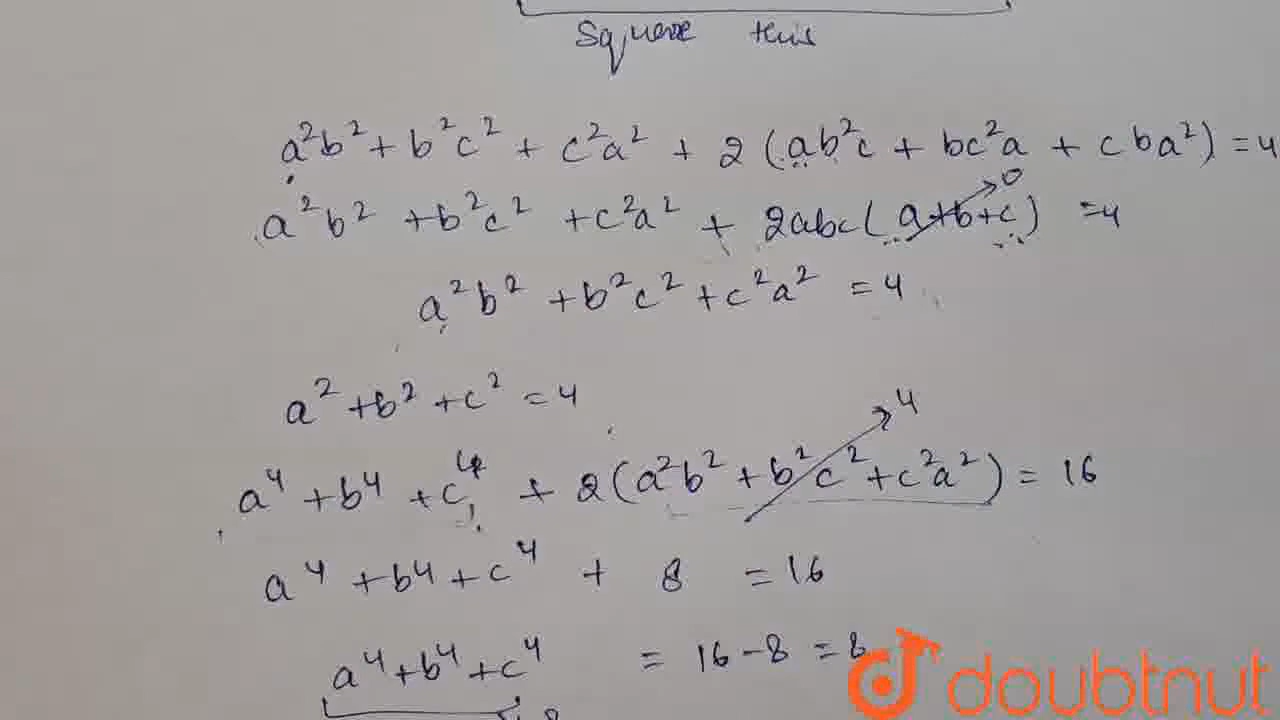 Square this
a²b² + b²c² + c²a² + 2 (ab²c + bc²a + cba²) = 4
a²b² + b²c² + c²a² + 2abc( a+b+c ) = 4
0
a²b² + b²c² + c²a² = 4
a² + b² + c² = 4
4
a⁴ + b⁴ + c⁴ + 2(a²b² + b²c² + c²a²) = 16
a⁴ + b⁴ + c⁴ + 8 = 16
a⁴ + b⁴ + c⁴ = 16 - 8 = 8
doubtnut